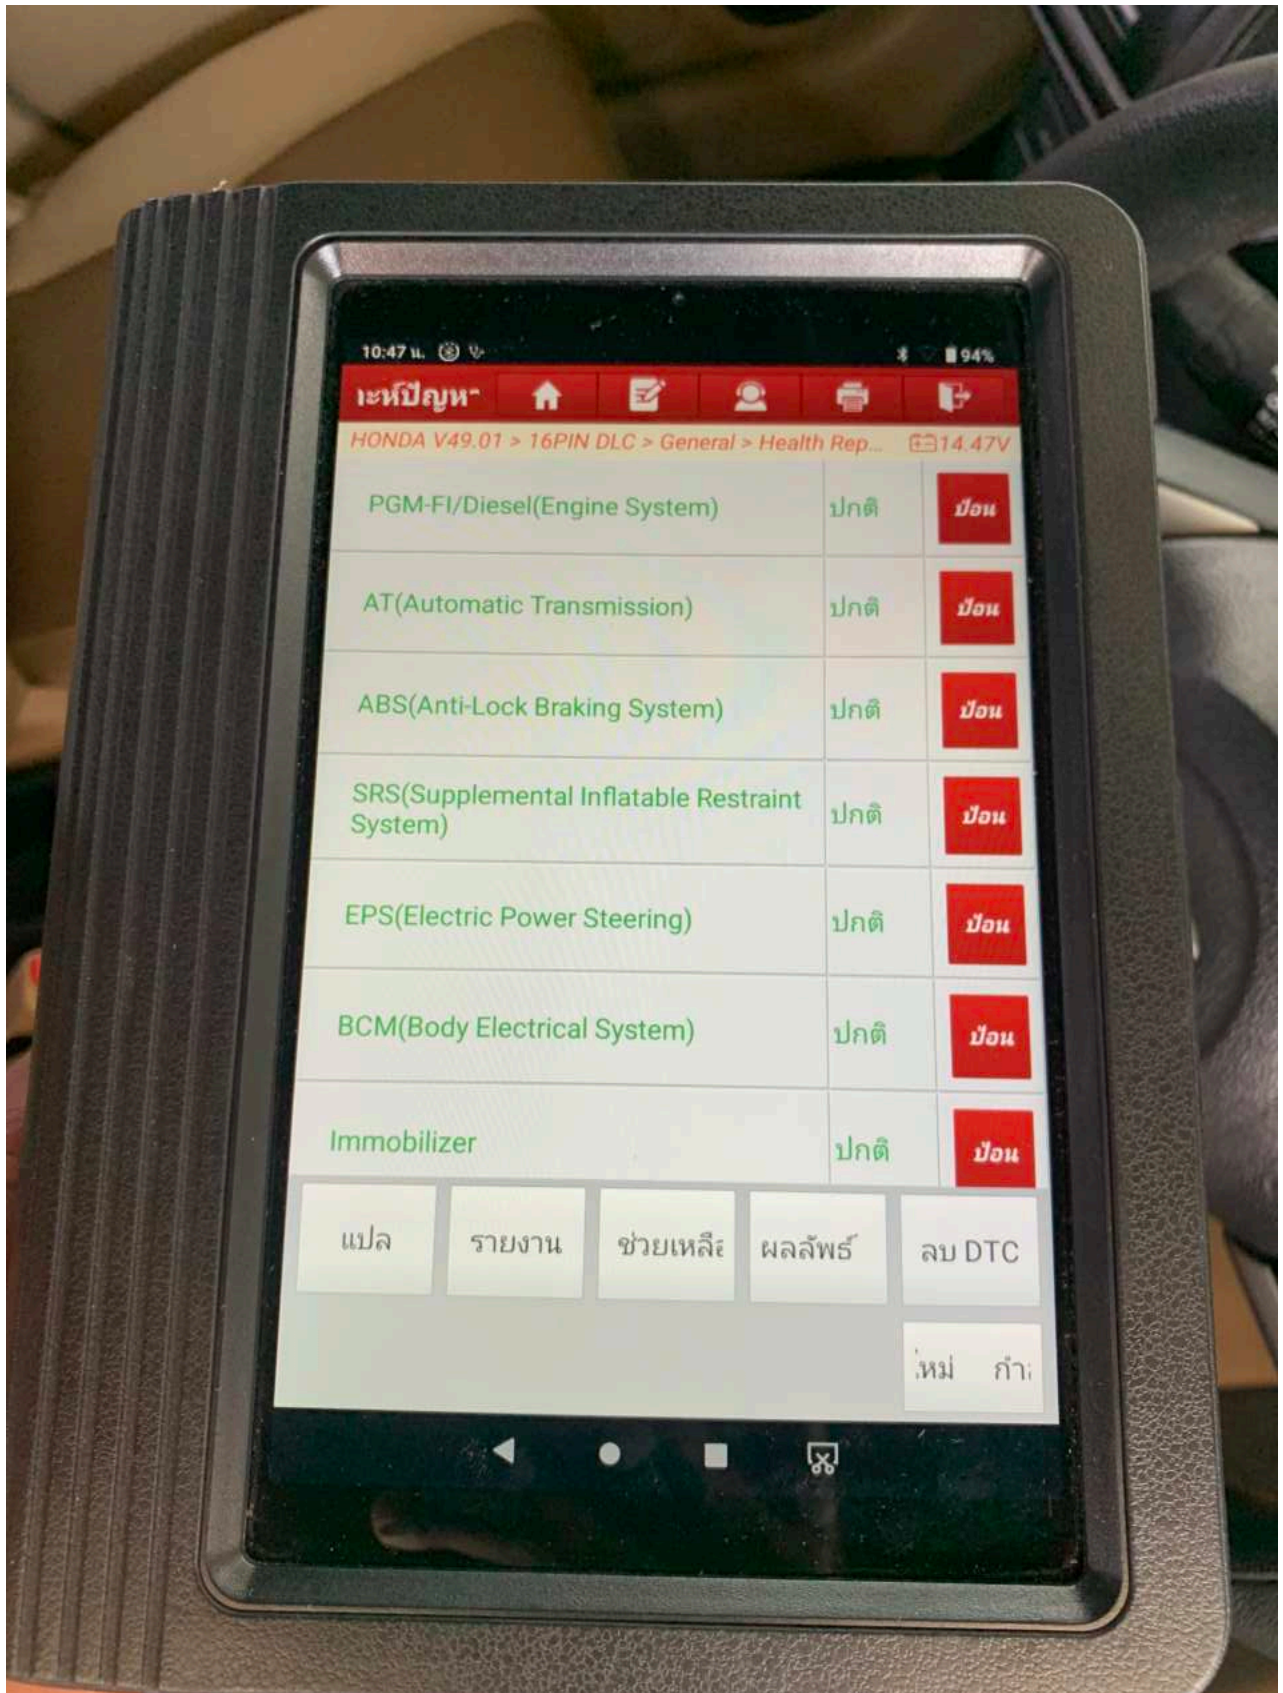 10:47 น.
94%
าะห์ปัญห
HONDA V49.01 > 16PIN DLC > General > Health Rep...
14.47V
PGM-FI/Diesel(Engine System) ปกติ ป้อน
AT(Automatic Transmission) ปกติ ป้อน
ABS(Anti-Lock Braking System) ปกติ ป้อน
SRS(Supplemental Inflatable Restraint
System) ปกติ ป้อน
EPS(Electric Power Steering) ปกติ ป้อน
BCM(Body Electrical System) ปกติ ป้อน
Immobilizer ปกติ ป้อน
แปล รายงาน ช่วยเหลือ ผลลัพธ์ ลบ DTC
ใหม่ กำ